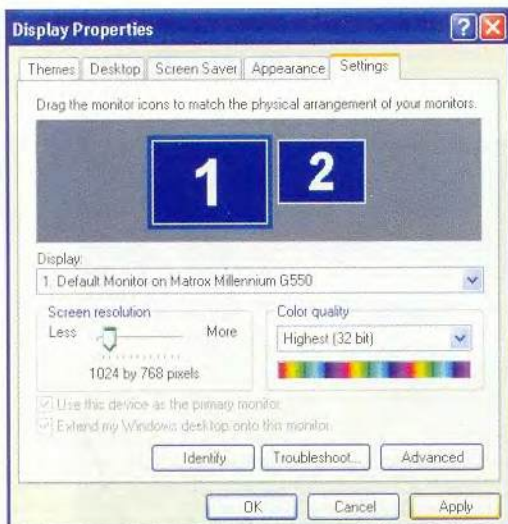 Display Properties
Themes Desktop Screen Saver Appearance Settings
Drag the monitor icons to match the physical arrangement of your monitors.
1 2
Display:
1. Default Monitor on Matrox Millennium G550
Screen resolution
Less More
1024 by 768 pixels
Color quality
Highest (32 bit)
Use this device as the primary monitor.
Extend my Windows desktop onto this monitor.
Identify Troubleshoot... Advanced
OK Cancel Apply